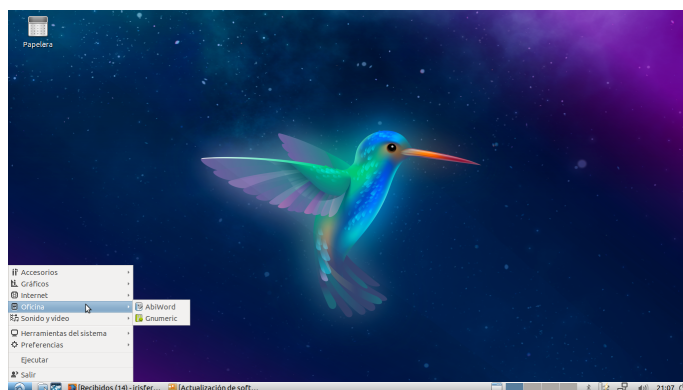 Papelera
Accesorios
Gráficos
Internet
Oficina
AbiWord
Sonido y video
Gnumeric
Herramientas del sistema
Preferencias
Ejecutar
Salir
[Recibidos (14) - irisfer...
[Actualización de soft...
21:07